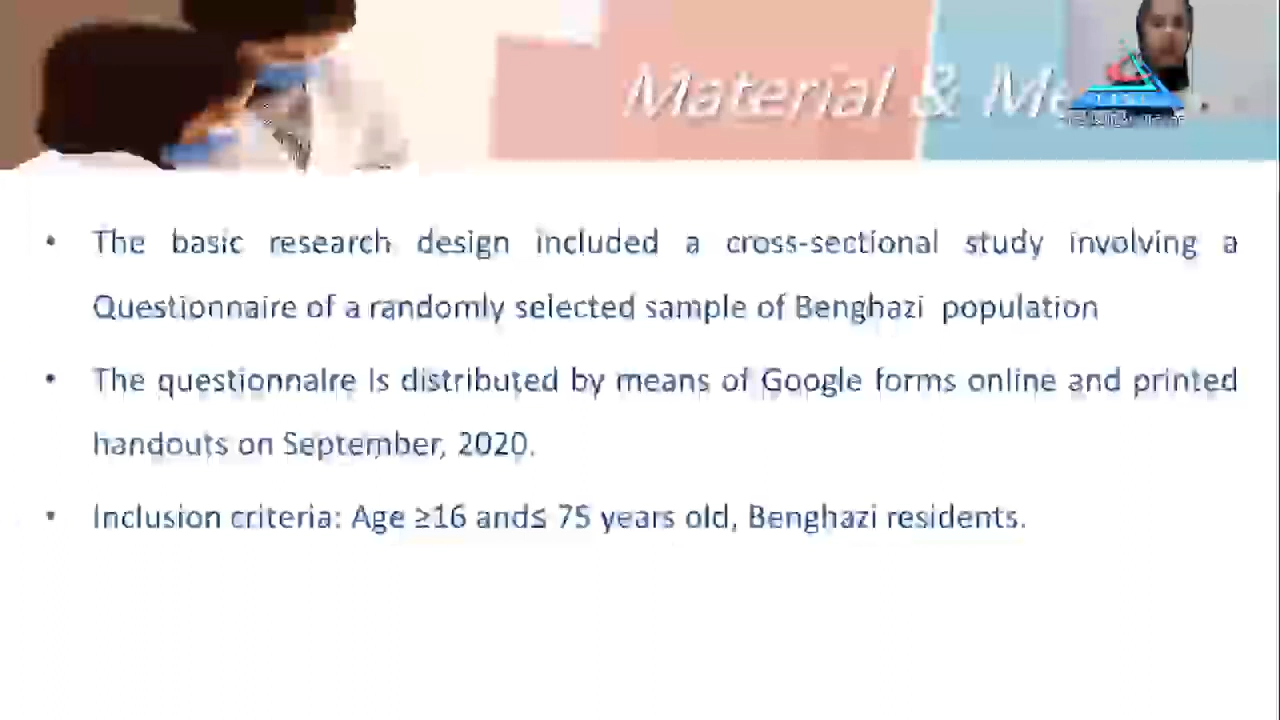 Material & Me
• The basic research design included a cross-sectional study involving a
Questionnaire of a randomly selected sample of Benghazi population
• The questionnaire is distributed by means of Google forms online and printed
handouts on September, 2020.
• Inclusion criteria: Age ≥16 and≤ 75 years old, Benghazi residents.